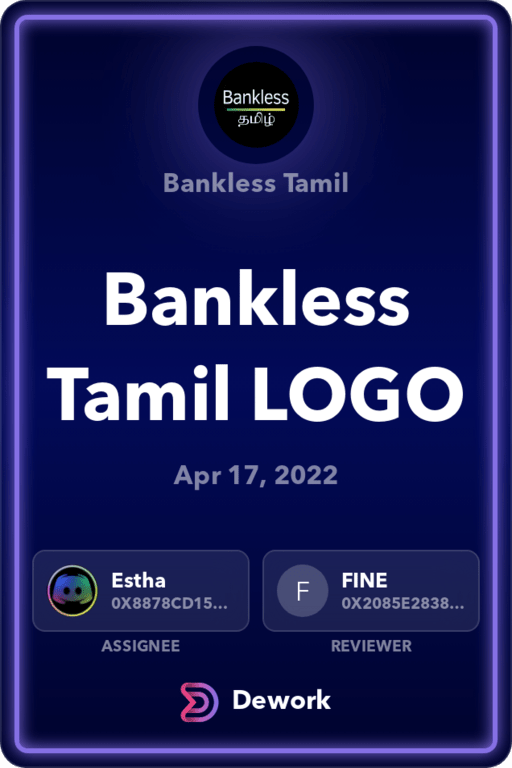 Bankless
தமிழ்
Bankless Tamil
Bankless
Tamil LOGO
Apr 17, 2022
Estha
0X8878CD15...
F
FINE
0X2085E2838...
ASSIGNEE
REVIEWER
Dework